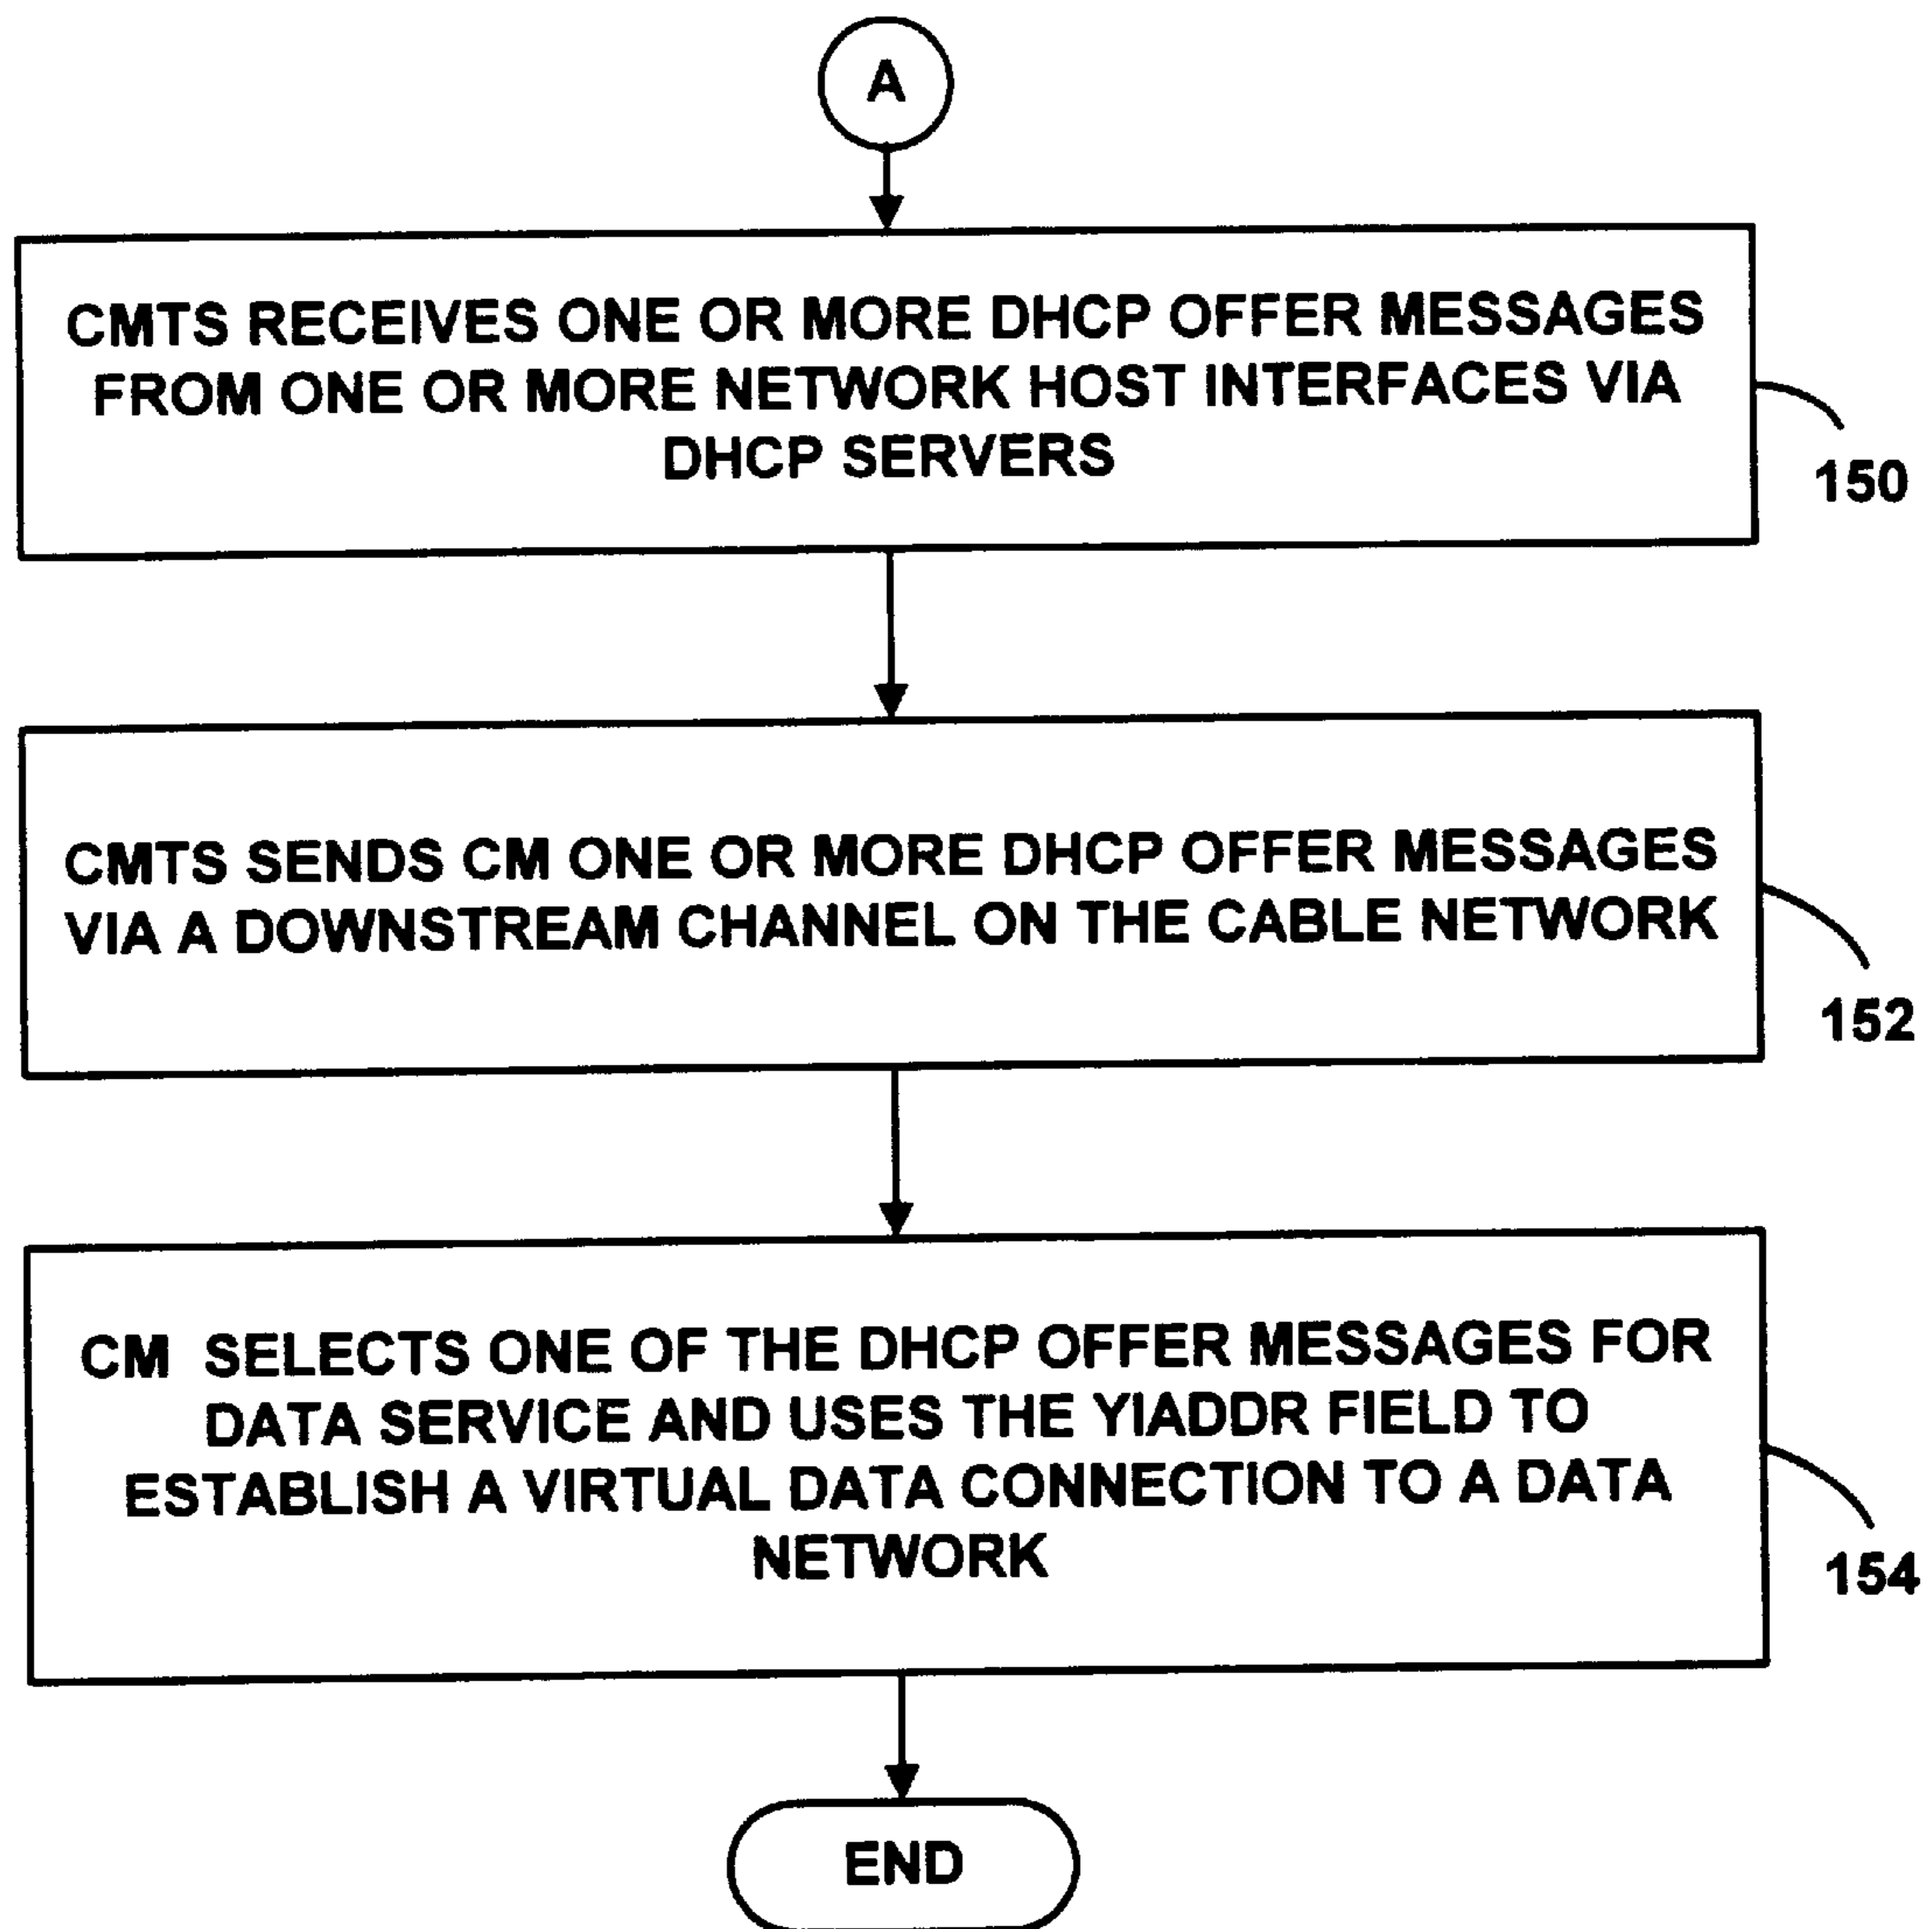 A
CMTS RECEIVES ONE OR MORE DHCP OFFER MESSAGES
FROM ONE OR MORE NETWORK HOST INTERFACES VIA
DHCP SERVERS
150
CMTS SENDS CM ONE OR MORE DHCP OFFER MESSAGES
VIA A DOWNSTREAM CHANNEL ON THE CABLE NETWORK
152
CM SELECTS ONE OF THE DHCP OFFER MESSAGES FOR
DATA SERVICE AND USES THE YIADDR FIELD TO
ESTABLISH A VIRTUAL DATA CONNECTION TO A DATA
NETWORK
154
END